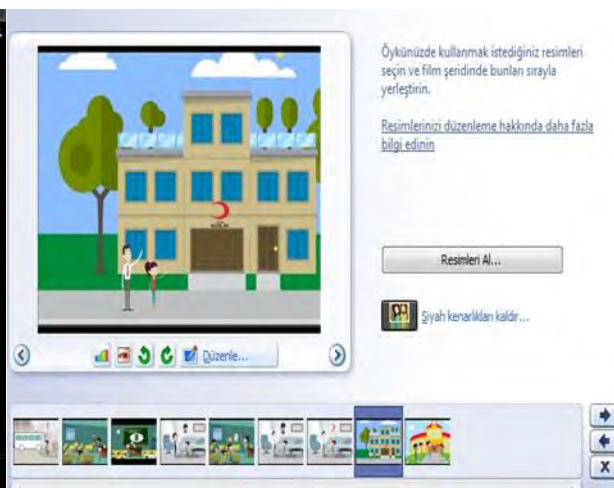 Öykünüzde kullanmak istediğiniz resimleri
seçin ve film şeridinde bunları sırayla
yerleştirin.
Resimlerinizi düzenleme hakkında daha fazla
bilgi edinin
Resimleri Al...
Siyah kenarlıkları kaldır...
Düzenle...
X